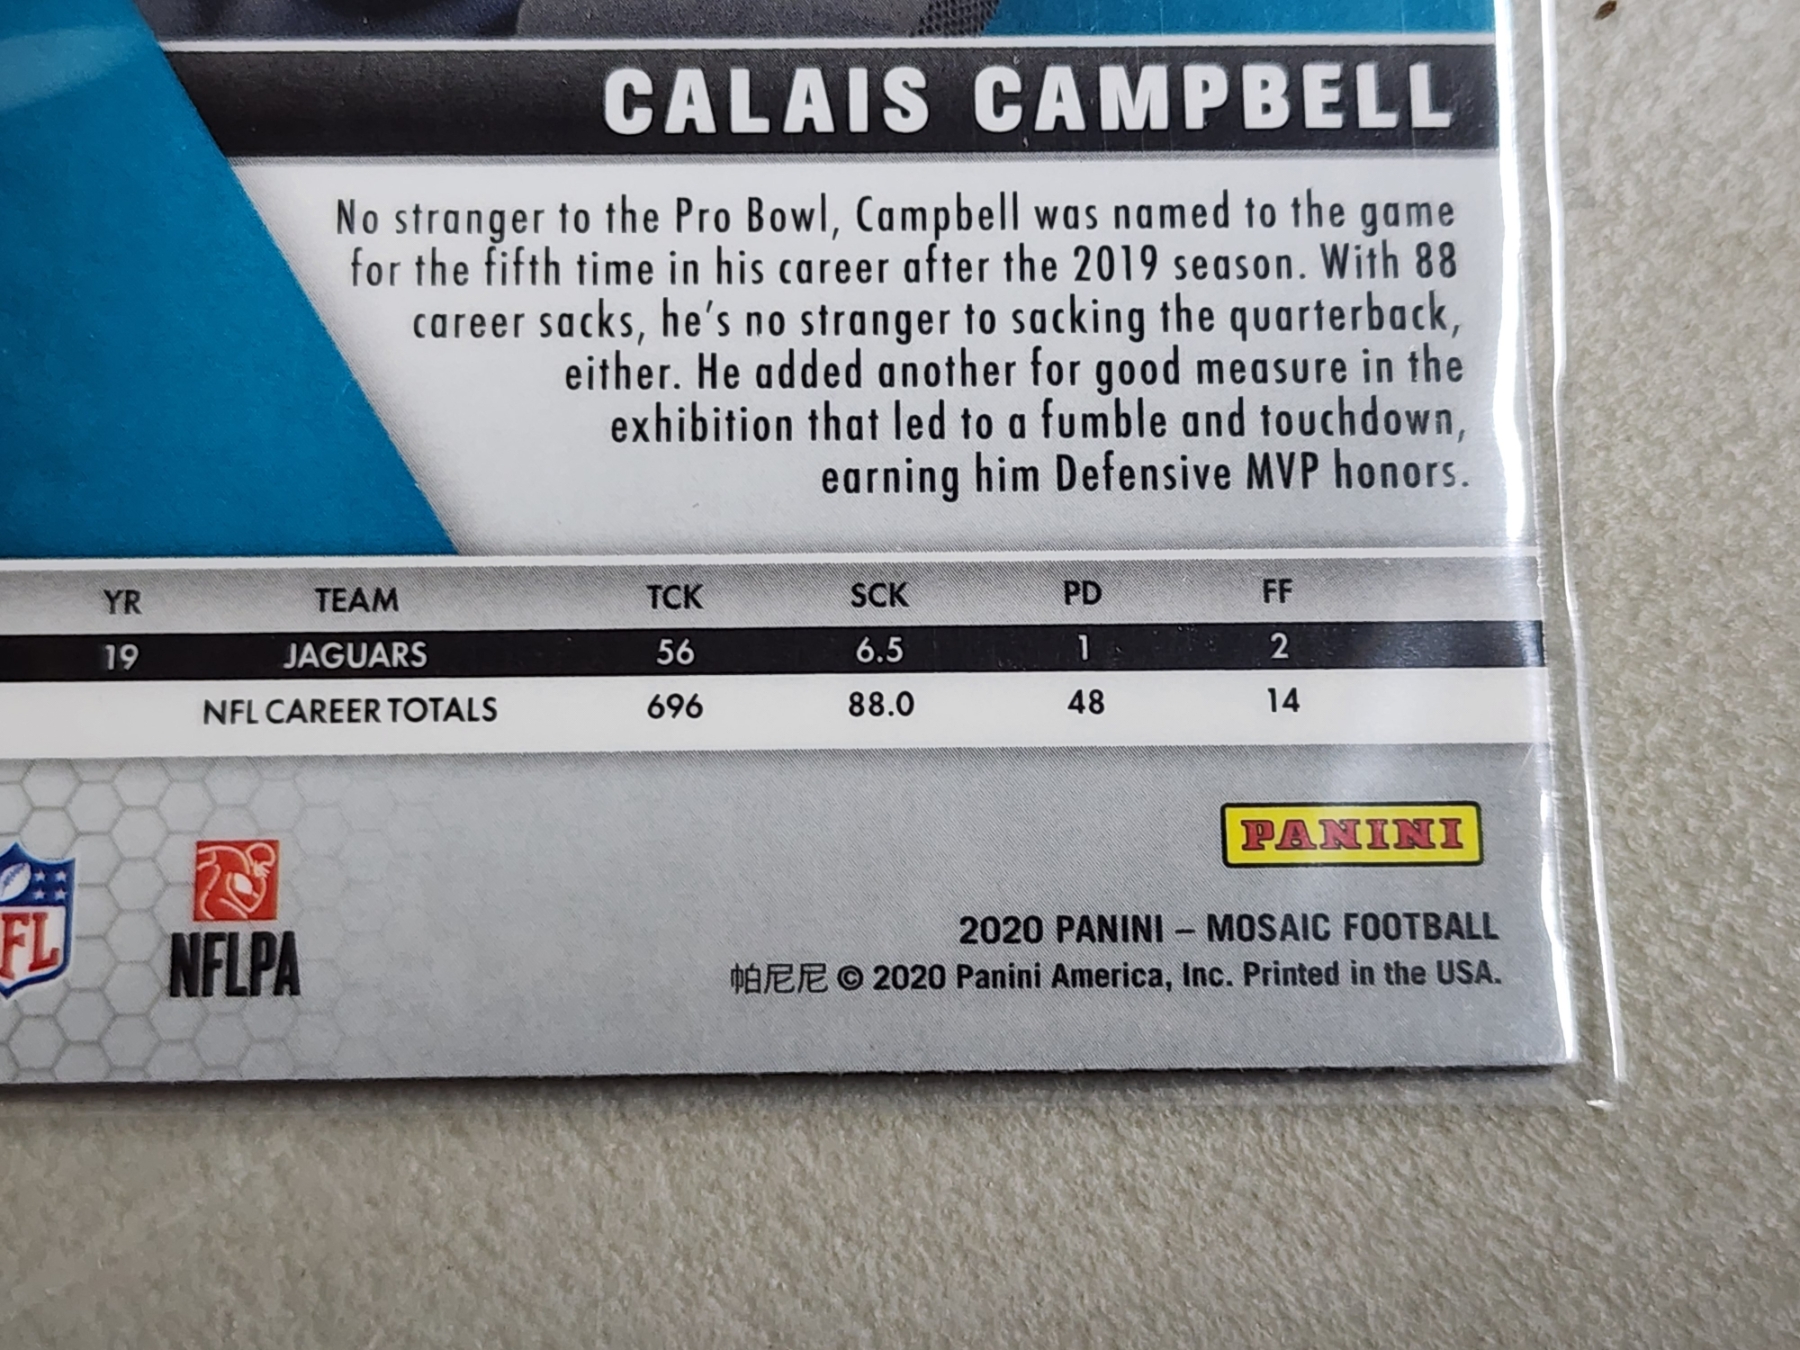 CALAIS CAMPBELL
No stranger to the Pro Bowl, Campbell was named to the game
for the fifth time in his career after the 2019 season. With 88
career sacks, he's no stranger to sacking the quarterback,
either. He added another for good measure in the
exhibition that led to a fumble and touchdown,
earning him Defensive MVP honors.
YR TEAM TCK SCK PD FF
19 JAGUARS 56 6.5 1 2
NFL CAREER TOTALS 696 88.0 48 14
PANINI
FL
NFLPA
2020 PANINI – MOSAIC FOOTBALL
帕尼尼 © 2020 Panini America, Inc. Printed in the USA.